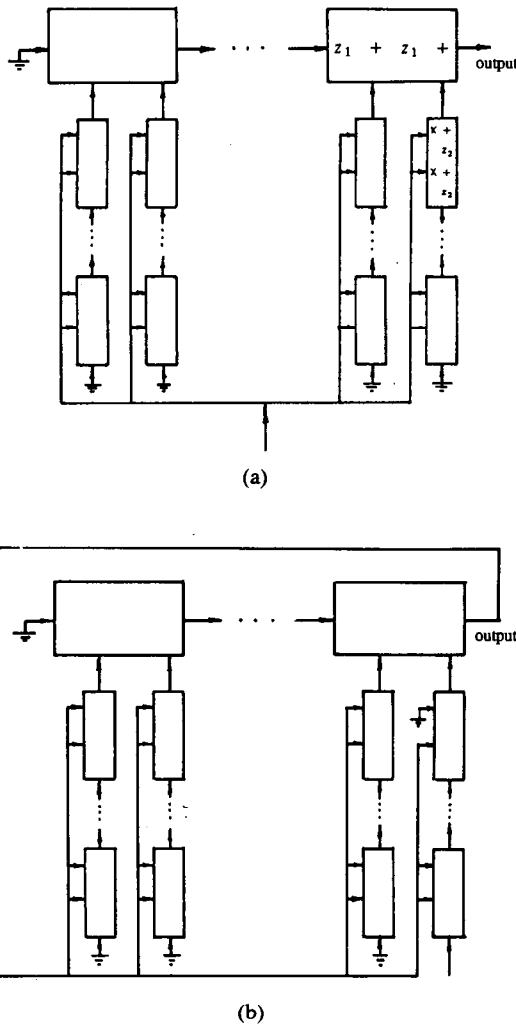 z₁ + z₁ +
output
x +
z₂
x +
z₂
(a)
output
(b)